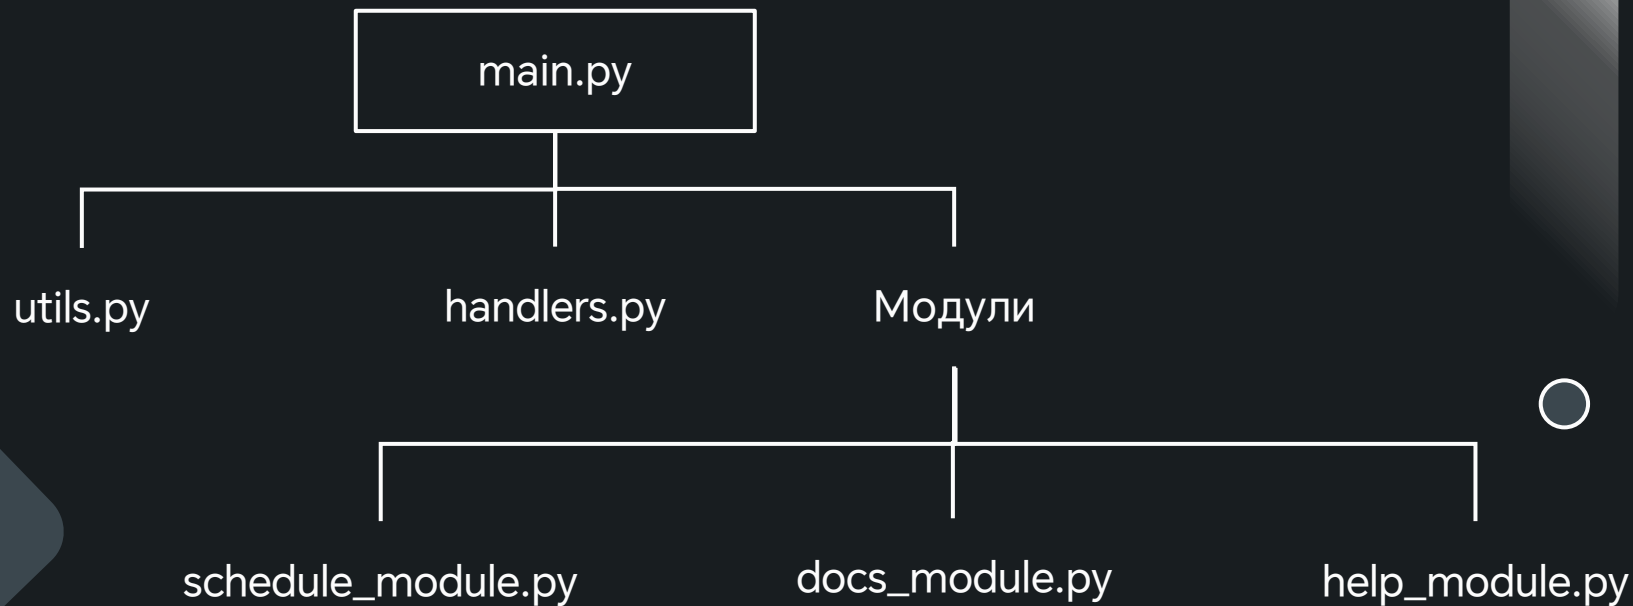 main.py
utils.py
handlers.py
Модули
schedule_module.py
docs_module.py
help_module.py